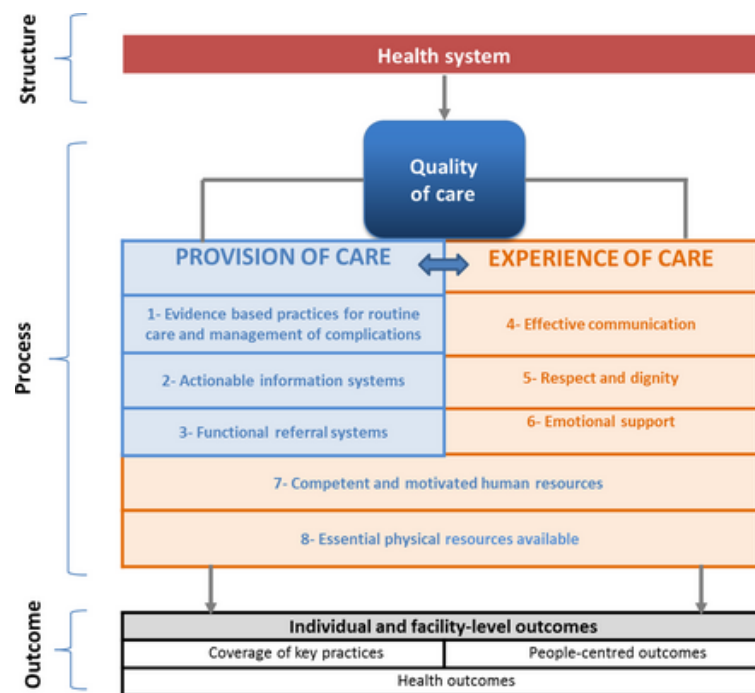 Structure
Health system
Quality
of care
Process
PROVISION OF CARE
EXPERIENCE OF CARE
1- Evidence based practices for routine
care and management of complications
4- Effective communication
2- Actionable information systems
5- Respect and dignity
3- Functional referral systems
6- Emotional support
7- Competent and motivated human resources
8- Essential physical resources available
Outcome
Individual and facility-level outcomes
Coverage of key practices
People-centred outcomes
Health outcomes